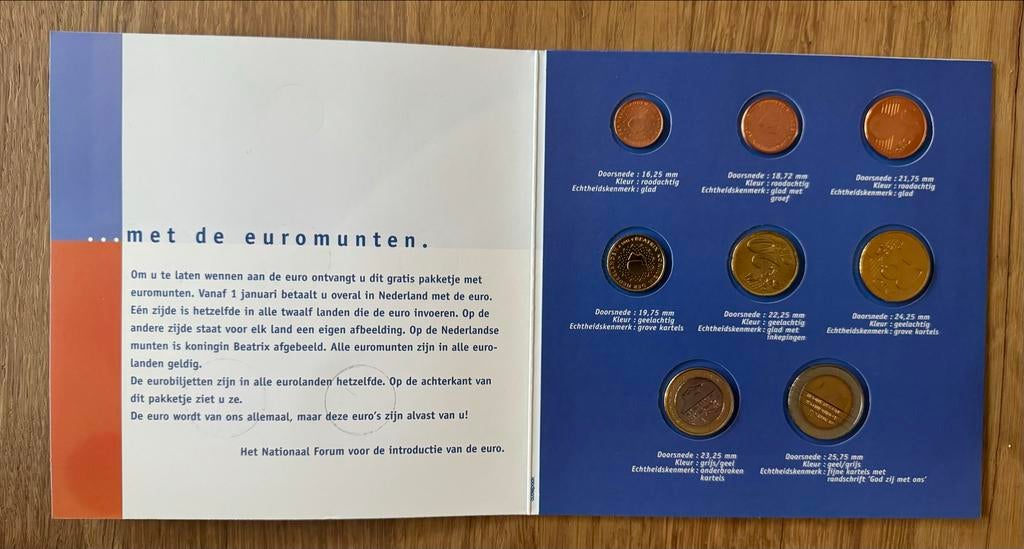 ...met de euromunten.
Om u te laten wennen aan de euro ontvangt u dit gratis pakketje met
euromunten. Vanaf 1 januari betaalt u overal in Nederland met de euro.
Eén zijde is hetzelfde in alle twaalf landen die de euro invoeren. Op de
andere zijde staat voor elk land een eigen afbeelding. Op de Nederlandse
munten is koningin Beatrix afgebeeld. Alle euromunten zijn in alle euro-
landen geldig.
De eurobiljetten zijn in alle eurolanden hetzelfde. Op de achterkant van
dit pakketje ziet u ze.
De euro wordt van ons allemaal, maar deze euro's zijn alvast van u!
Het Nationaal Forum voor de introductie van de euro.
Doorsnede : 16,25 mm
Kleur : roodachtig
Echtheidskenmerk : glad
Doorsnede : 18,72 mm
Kleur : roodachtig
Echtheidskenmerk : glad met
groef
Doorsnede : 21,75 mm
Kleur : roodachtig
Echtheidskenmerk : glad
BEATRIX
Doorsnede : 19,75 mm
Kleur : geelachtig
Echtheidskenmerk : grove kartels
Doorsnede : 22,25 mm
Kleur : geelachtig
Echtheidskenmerk : glad met
inkepingen
Doorsnede : 24,25 mm
Kleur : geelachtig
Echtheidskenmerk : grove kartels
Doorsnede : 23,25 mm
Kleur : grijs/geel
Echtheidskenmerk : onderbroken
kartels
Doorsnede : 25,75 mm
Kleur : geel/grijs
Echtheidskenmerk : fijne kartels met
randschrift 'God zij met ons'